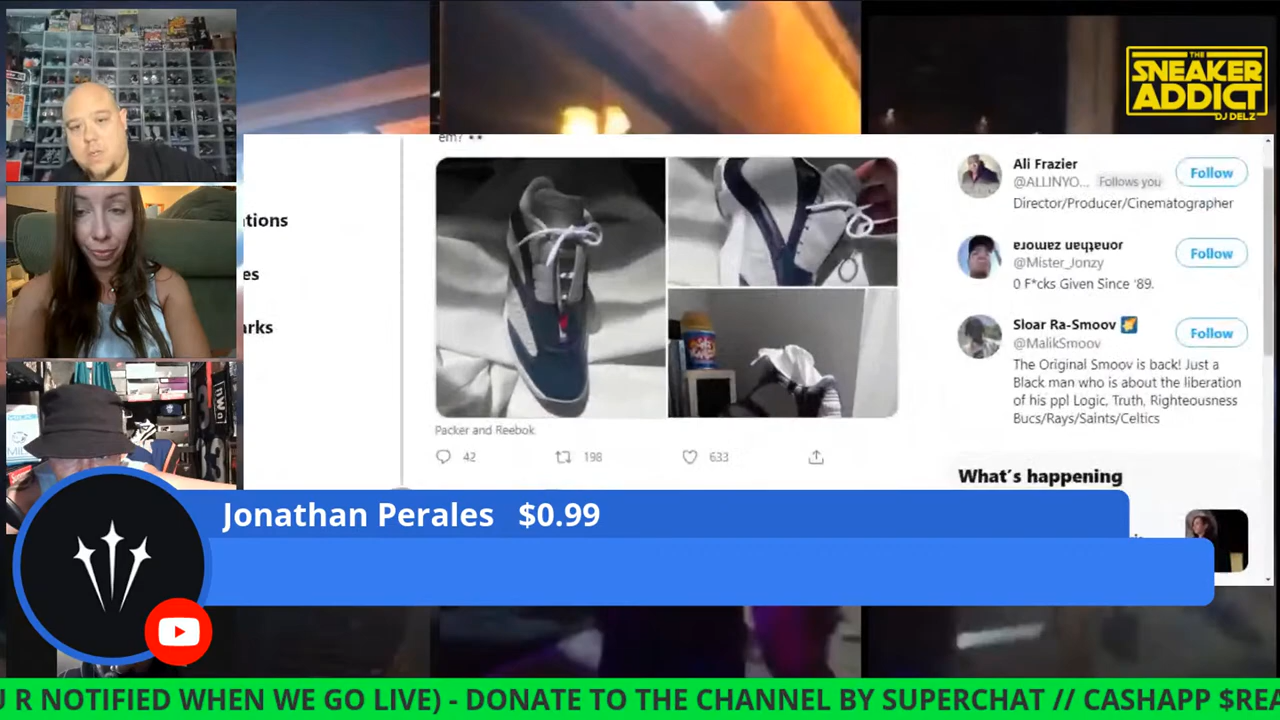 THE
SNEAKER
ADDICT
DJ DELZ
em?
ations
es
arks
Packer and Reebok
42
198
633
Ali Frazier
@ALLINYO... Follows you
Director/Producer/Cinematographer
Follow
@Mister_Jonzy
0 F*cks Given Since '89.
Follow
Sloar Ra-Smoov
@MalikSmoov
The Original Smoov is back! Just a
Black man who is about the liberation
of his ppl Logic, Truth, Righteousness
Bucs/Rays/Saints/Celtics
Follow
What's happening
Jonathan Perales $0.99
U R NOTIFIED WHEN WE GO LIVE) - DONATE TO THE CHANNEL BY SUPERCHAT // CASHAPP $REA